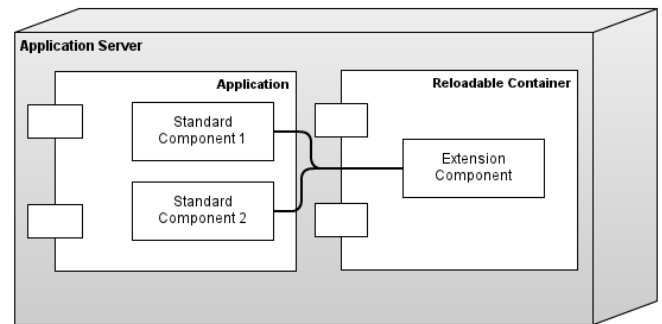 Application Server
Application
Reloadable Container
Standard
Component 1
Extension
Component
Standard
Component 2